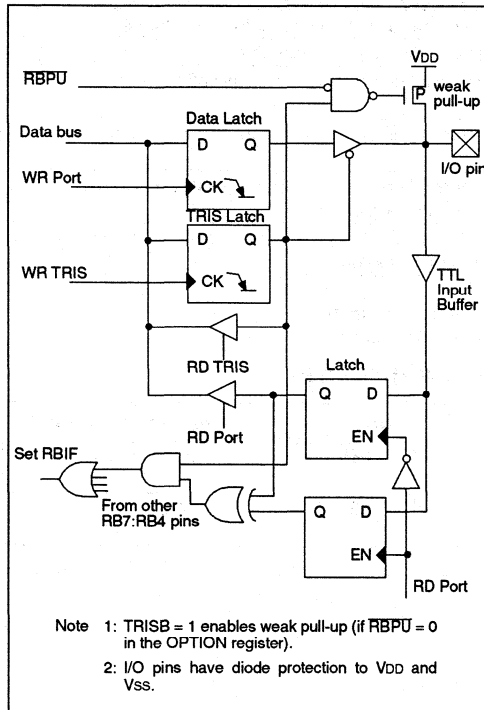 VDD
RBPU
P
weak
pull-up
Data Latch
Data bus
D Q
I/O pin
WR Port
CK
TRIS Latch
D Q
WR TRIS
CK
TTL
Input
Buffer
RD TRIS
Latch
Q D
RD Port
EN
Set RBIF
From other
RB7:RB4 pins
Q D
EN
RD Port
Note 1: TRISB = 1 enables weak pull-up (if RBPU = 0
in the OPTION register).
2: I/O pins have diode protection to VDD and
VSS.